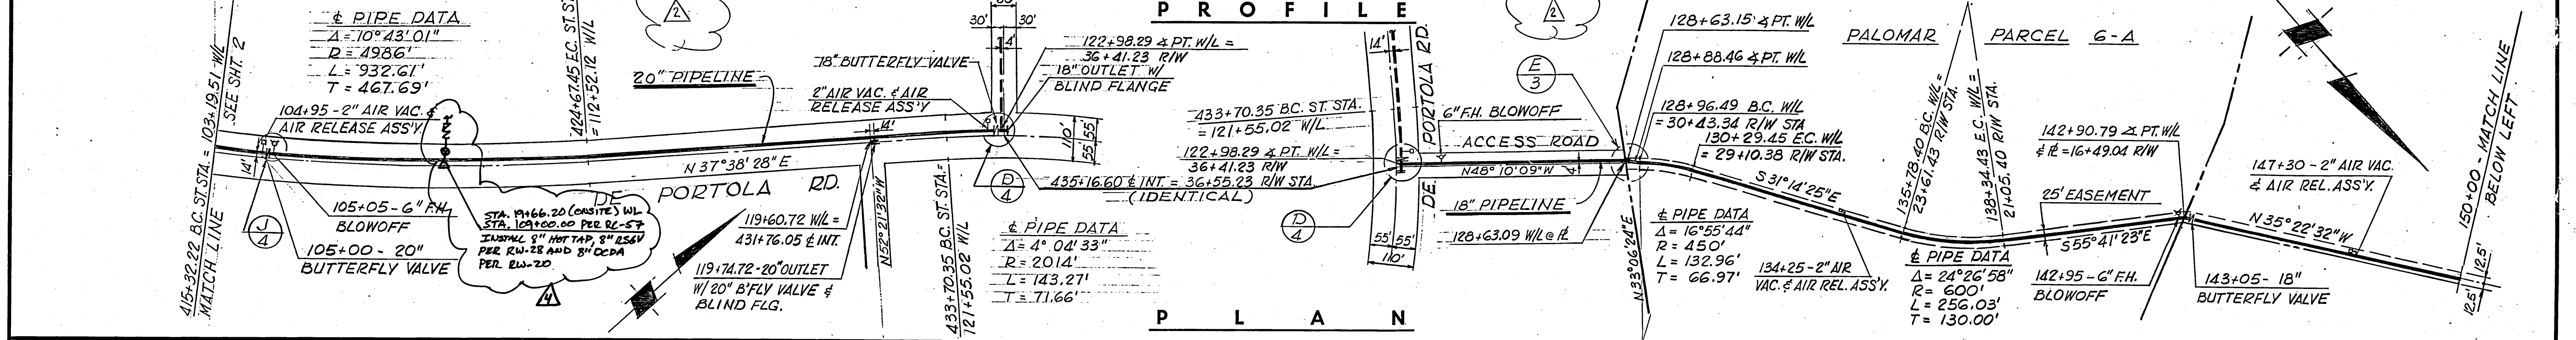 PROFILE
2
2
℄ PIPE DATA
Δ = 10° 43' 01"
R = 4986'
L = 932.61'
T = 467.69'
415+32.22 B.C. ST. STA. = 103+19.51 W/L
MATCH LINE
SEE SHT. 2
104+95 - 2" AIR VAC. &
AIR RELEASE ASS'Y
14'
J
4
105+05 - 6" F.H.
BLOWOFF
105+00 - 20"
BUTTERFLY VALVE
424+67.45 EC. ST. S
= 112+52.12 W/L
20" PIPELINE
STA. 19+66.20 (ONSITE) WL
STA. 109+00.00 PER RC-57
INSTALL 8" HOT TAP, 8" RSGV
PER RW-28 AND 8" DCDA
PER RW-20
4
N 37° 38' 28" E
DE PORTOLA RD.
18" BUTTERFLY VALVE
2" AIR VAC. & AIR
RELEASE ASS'Y
14'
30'
30'
4'
122+98.29 ∡ PT. W/L =
36+41.23 R/W
18" OUTLET W/
BLIND FLANGE
110'
55'
55'
D
4
119+60.72 W/L =
431+76.05 ℄ INT.
119+74.72 - 20" OUTLET
W/ 20" B'FLY VALVE &
BLIND FLG.
N52° 21' 32" W
433+70.35 B.C. ST. STA. =
121+55.02 W/L
℄ PIPE DATA
Δ = 4° 04' 33"
R = 2014'
L = 143.27'
T = 71.66'
433+70.35 BC. ST. STA.
= 121+55.02 W/L
122+98.29 ∡ PT. W/L =
36+41.23 R/W
435+16.60 ℄ INT. = 36+55.23 R/W STA.
(IDENTICAL)
D
4
14'
DE PORTOLA RD.
55'
55'
110'
6" F.H. BLOWOFF
ACCESS ROAD
N48° 10' 09" W
18" PIPELINE
128+63.09 W/L @ ℞
E
3
128+63.15 ∡ PT. W/L
128+88.46 ∡ PT. W/L
128+96.49 B.C. W/L
= 30+43.34 R/W STA
130+29.45 E.C. W/L
= 29+10.38 R/W STA.
N33° 06' 24" E
℄ PIPE DATA
Δ = 16° 55' 44"
R = 450'
L = 132.96'
T = 66.97'
S 31° 14' 25" E
134+25 - 2" AIR
VAC. & AIR REL. ASS'Y.
PALOMAR PARCEL 6-A
135+78.40 B.C. W/L =
23+61.43 R/W STA.
138+34.43 E.C. W/L =
21+05.40 R/W STA.
℄ PIPE DATA
Δ = 24° 26' 58"
R = 600'
L = 256.03'
T = 130.00'
25' EASEMENT
S 55° 41' 23" E
142+90.79 ∡ PT. W/L
& ℞ = 16+49.04 R/W
142+95 - 6" F.H.
BLOWOFF
143+05 - 18"
BUTTERFLY VALVE
147+30 - 2" AIR VAC.
& AIR REL. ASS'Y.
N 35° 22' 32" W
150+00 - MATCH LINE
BELOW LEFT
12.5'
12.5'
PLAN